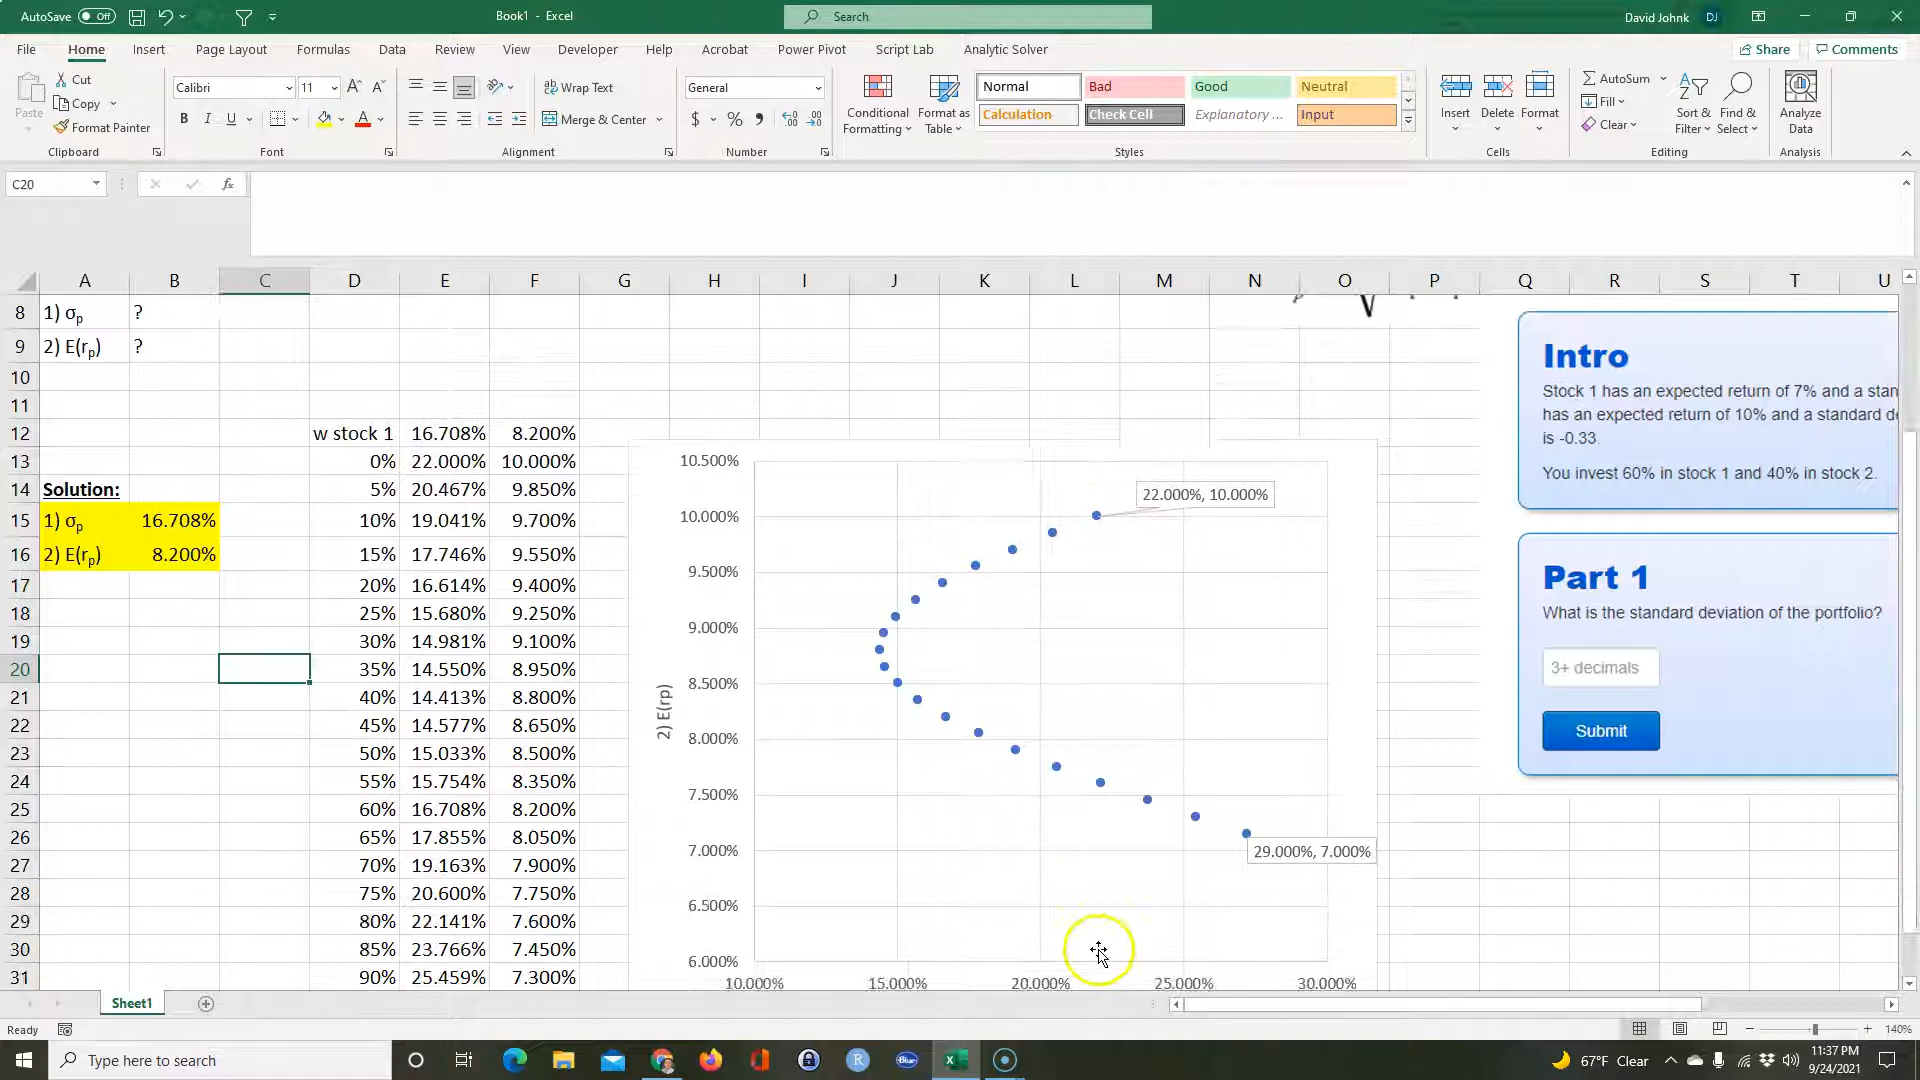 AutoSave Off
Book1 - Excel
Search
David Johnk DJ
File Home Insert Page Layout Formulas Data Review View Developer Help Acrobat Power Pivot Script Lab Analytic Solver
Share Comments
Paste
Cut
Copy
Format Painter
Clipboard
Calibri 11
B I U
Font
Wrap Text
Merge & Center
Alignment
General
$ % 9
Number
Conditional Formatting
Format as Table
Normal Bad Good Neutral
Calculation Check Cell Explanatory ... Input
Styles
Insert Delete Format
Cells
AutoSum
Fill
Clear
Sort & Filter
Find & Select
Editing
Analyze Data
Analysis
C20
fx
A B C D E F G H I J K L M N O P Q R S T U
8 1) σp ?
9 2) E(rp) ?
10
11
12 w stock 1 16.708% 8.200%
13 0% 22.000% 10.000%
14 Solution: 5% 20.467% 9.850%
15 1) σp 16.708% 10% 19.041% 9.700%
16 2) E(rp) 8.200% 15% 17.746% 9.550%
17 20% 16.614% 9.400%
18 25% 15.680% 9.250%
19 30% 14.981% 9.100%
20 35% 14.550% 8.950%
21 40% 14.413% 8.800%
22 45% 14.577% 8.650%
23 50% 15.033% 8.500%
24 55% 15.754% 8.350%
25 60% 16.708% 8.200%
26 65% 17.855% 8.050%
27 70% 19.163% 7.900%
28 75% 20.600% 7.750%
29 80% 22.141% 7.600%
30 85% 23.766% 7.450%
31 90% 25.459% 7.300%
10.500%
10.000%
9.500%
9.000%
8.500%
8.000%
7.500%
7.000%
6.500%
6.000%
2) E(rp)
22.000%, 10.000%
29.000%, 7.000%
10.000% 15.000% 20.000% 25.000% 30.000%
Intro
Stock 1 has an expected return of 7% and a stan
has an expected return of 10% and a standard de
is -0.33.
You invest 60% in stock 1 and 40% in stock 2.
Part 1
What is the standard deviation of the portfolio?
3+ decimals
Submit
Sheet1
Ready
140%
Type here to search
R
Blue
67°F Clear
11:37 PM
9/24/2021